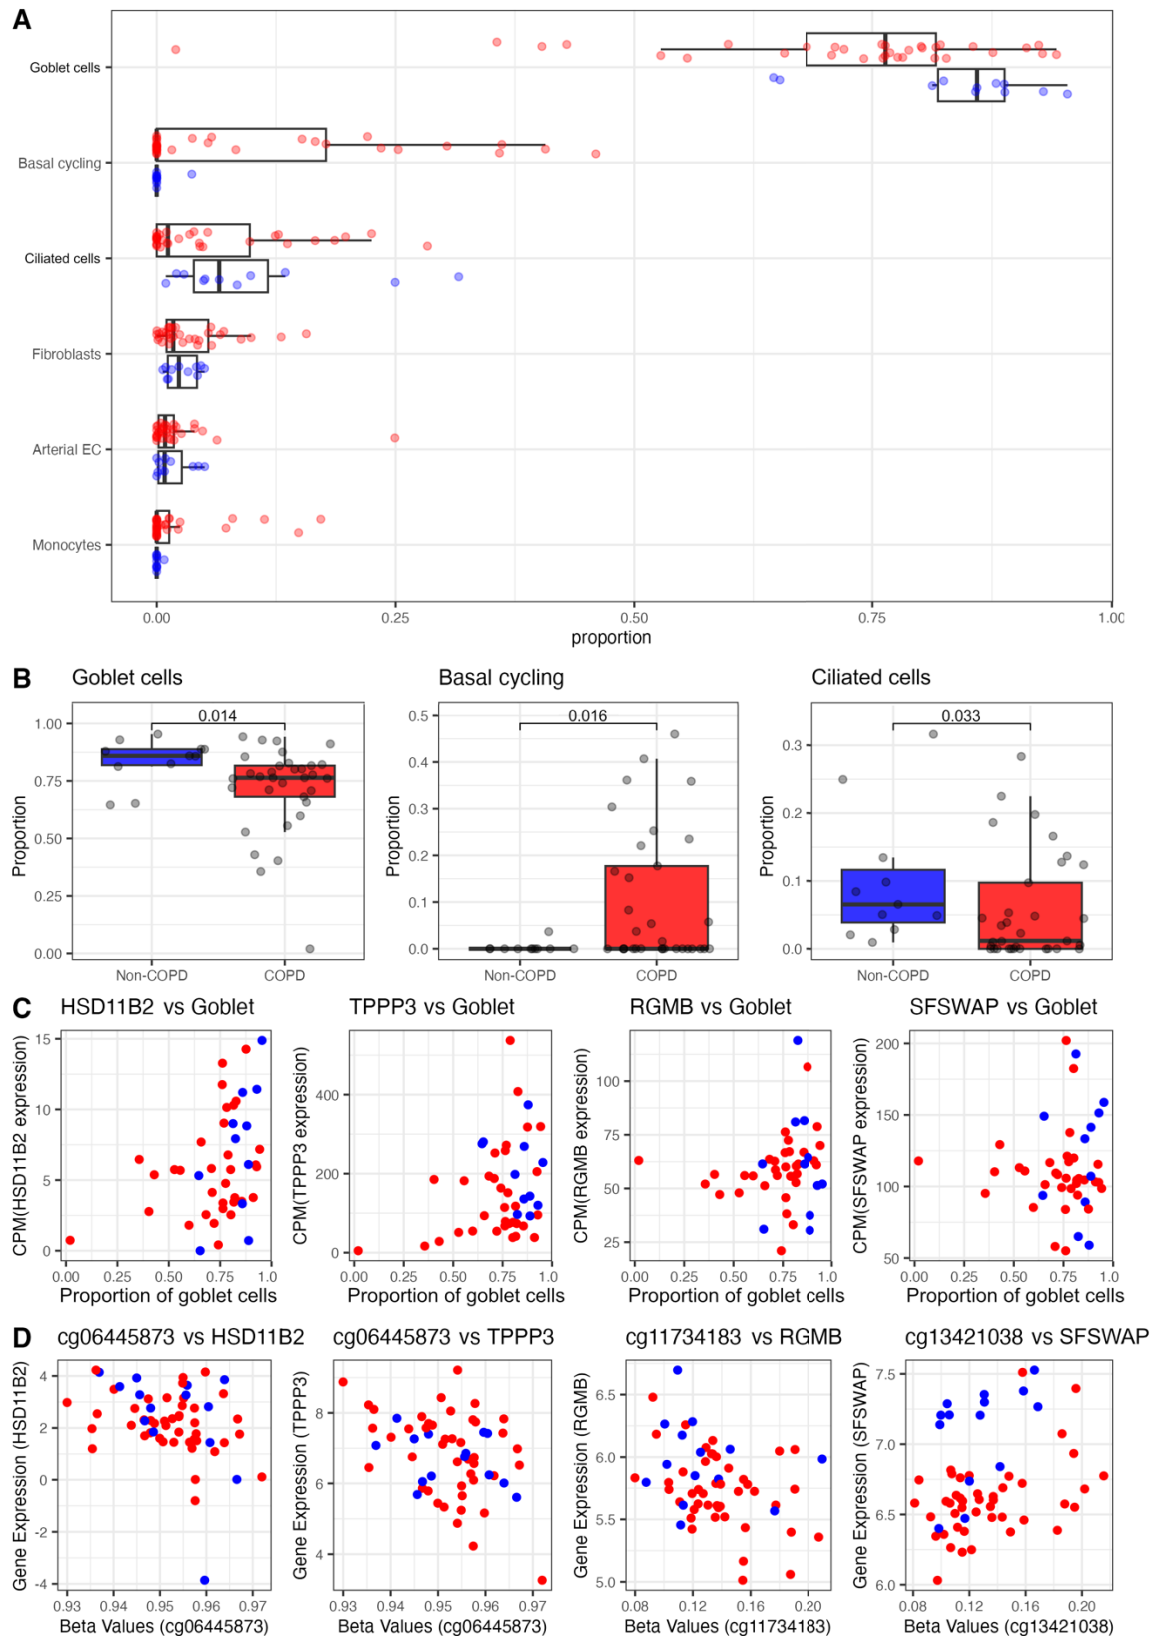 A
Goblet cells
Basal cycling
Ciliated cells
Fibroblasts
Arterial EC
Monocytes
0.00 0.25 0.50 0.75 1.00
proportion
B Goblet cells Basal cycling Ciliated cells
0.014 0.016 0.033
Proportion
1.00
0.75
0.50
0.25
0.00
Non-COPD COPD
Proportion
0.5
0.4
0.3
0.2
0.1
0.0
Non-COPD COPD
Proportion
0.3
0.2
0.1
0.0
Non-COPD COPD
C HSD11B2 vs Goblet TPPP3 vs Goblet RGMB vs Goblet SFSWAP vs Goblet
CPM(HSD11B2 expression)
15
10
5
0
0.00 0.25 0.50 0.75 1.0
Proportion of goblet cells
CPM(TPPP3 expression)
400
200
0
0.00 0.25 0.50 0.75 1.0
Proportion of goblet cells
CPM(RGMB expression)
100
75
50
25
0.00 0.25 0.50 0.75 1.0
Proportion of goblet cells
CPM(SFSWAP expression)
200
150
100
50
0.00 0.25 0.50 0.75 1.0
Proportion of goblet cells
D cg06445873 vs HSD11B2 cg06445873 vs TPPP3 cg11734183 vs RGMB cg13421038 vs SFSWAP
Gene Expression (HSD11B2)
4
2
0
-2
-4
0.93 0.94 0.95 0.96 0.97
Beta Values (cg06445873)
Gene Expression (TPPP3)
8
6
4
0.93 0.94 0.95 0.96 0.97
Beta Values (cg06445873)
Gene Expression (RGMB)
6.5
6.0
5.5
5.0
0.08 0.12 0.16 0.20
Beta Values (cg11734183)
Gene Expression (SFSWAP)
7.5
7.0
6.5
6.0
0.08 0.12 0.16 0.20
Beta Values (cg13421038)